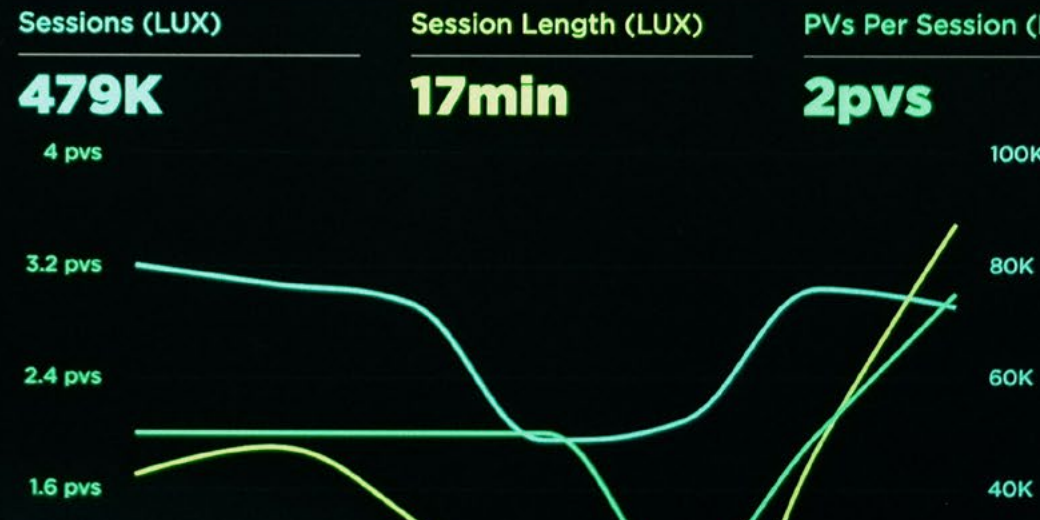 Sessions (LUX)
Session Length (LUX)
PVs Per Session (
479K
17min
2pvs
4 pvs
100K
3.2 pvs
80K
2.4 pvs
60K
1.6 pvs
40K